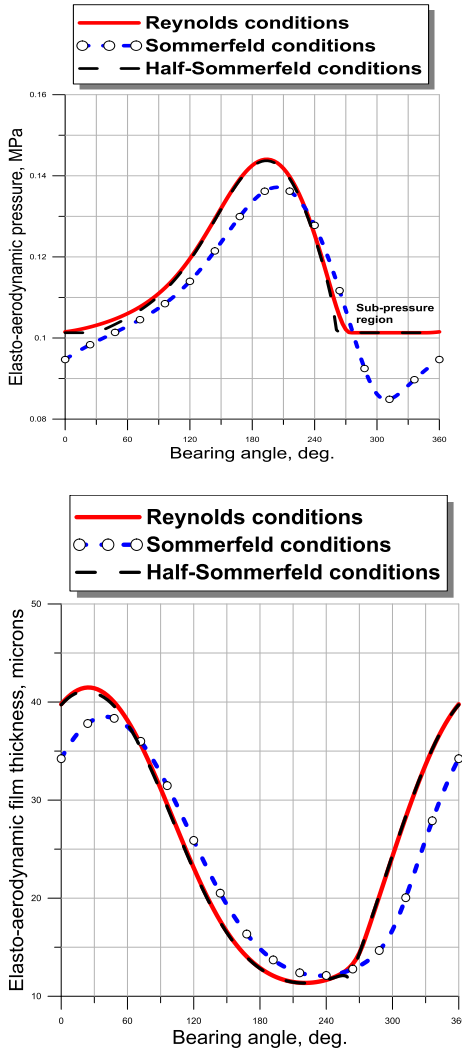 Reynolds conditions
Sommerfeld conditions
Half-Sommerfeld conditions
Elasto-aerodynamic pressure, MPa
0.16
0.14
0.12
0.1
0.08
Sub-pressure
region
0 60 120 180 240 300 360
Bearing angle, deg.
Reynolds conditions
Sommerfeld conditions
Half-Sommerfeld conditions
Elasto-aerodynamic film thickness, microns
50
40
30
20
10
0 60 120 180 240 300 36
Bearing angle, deg.